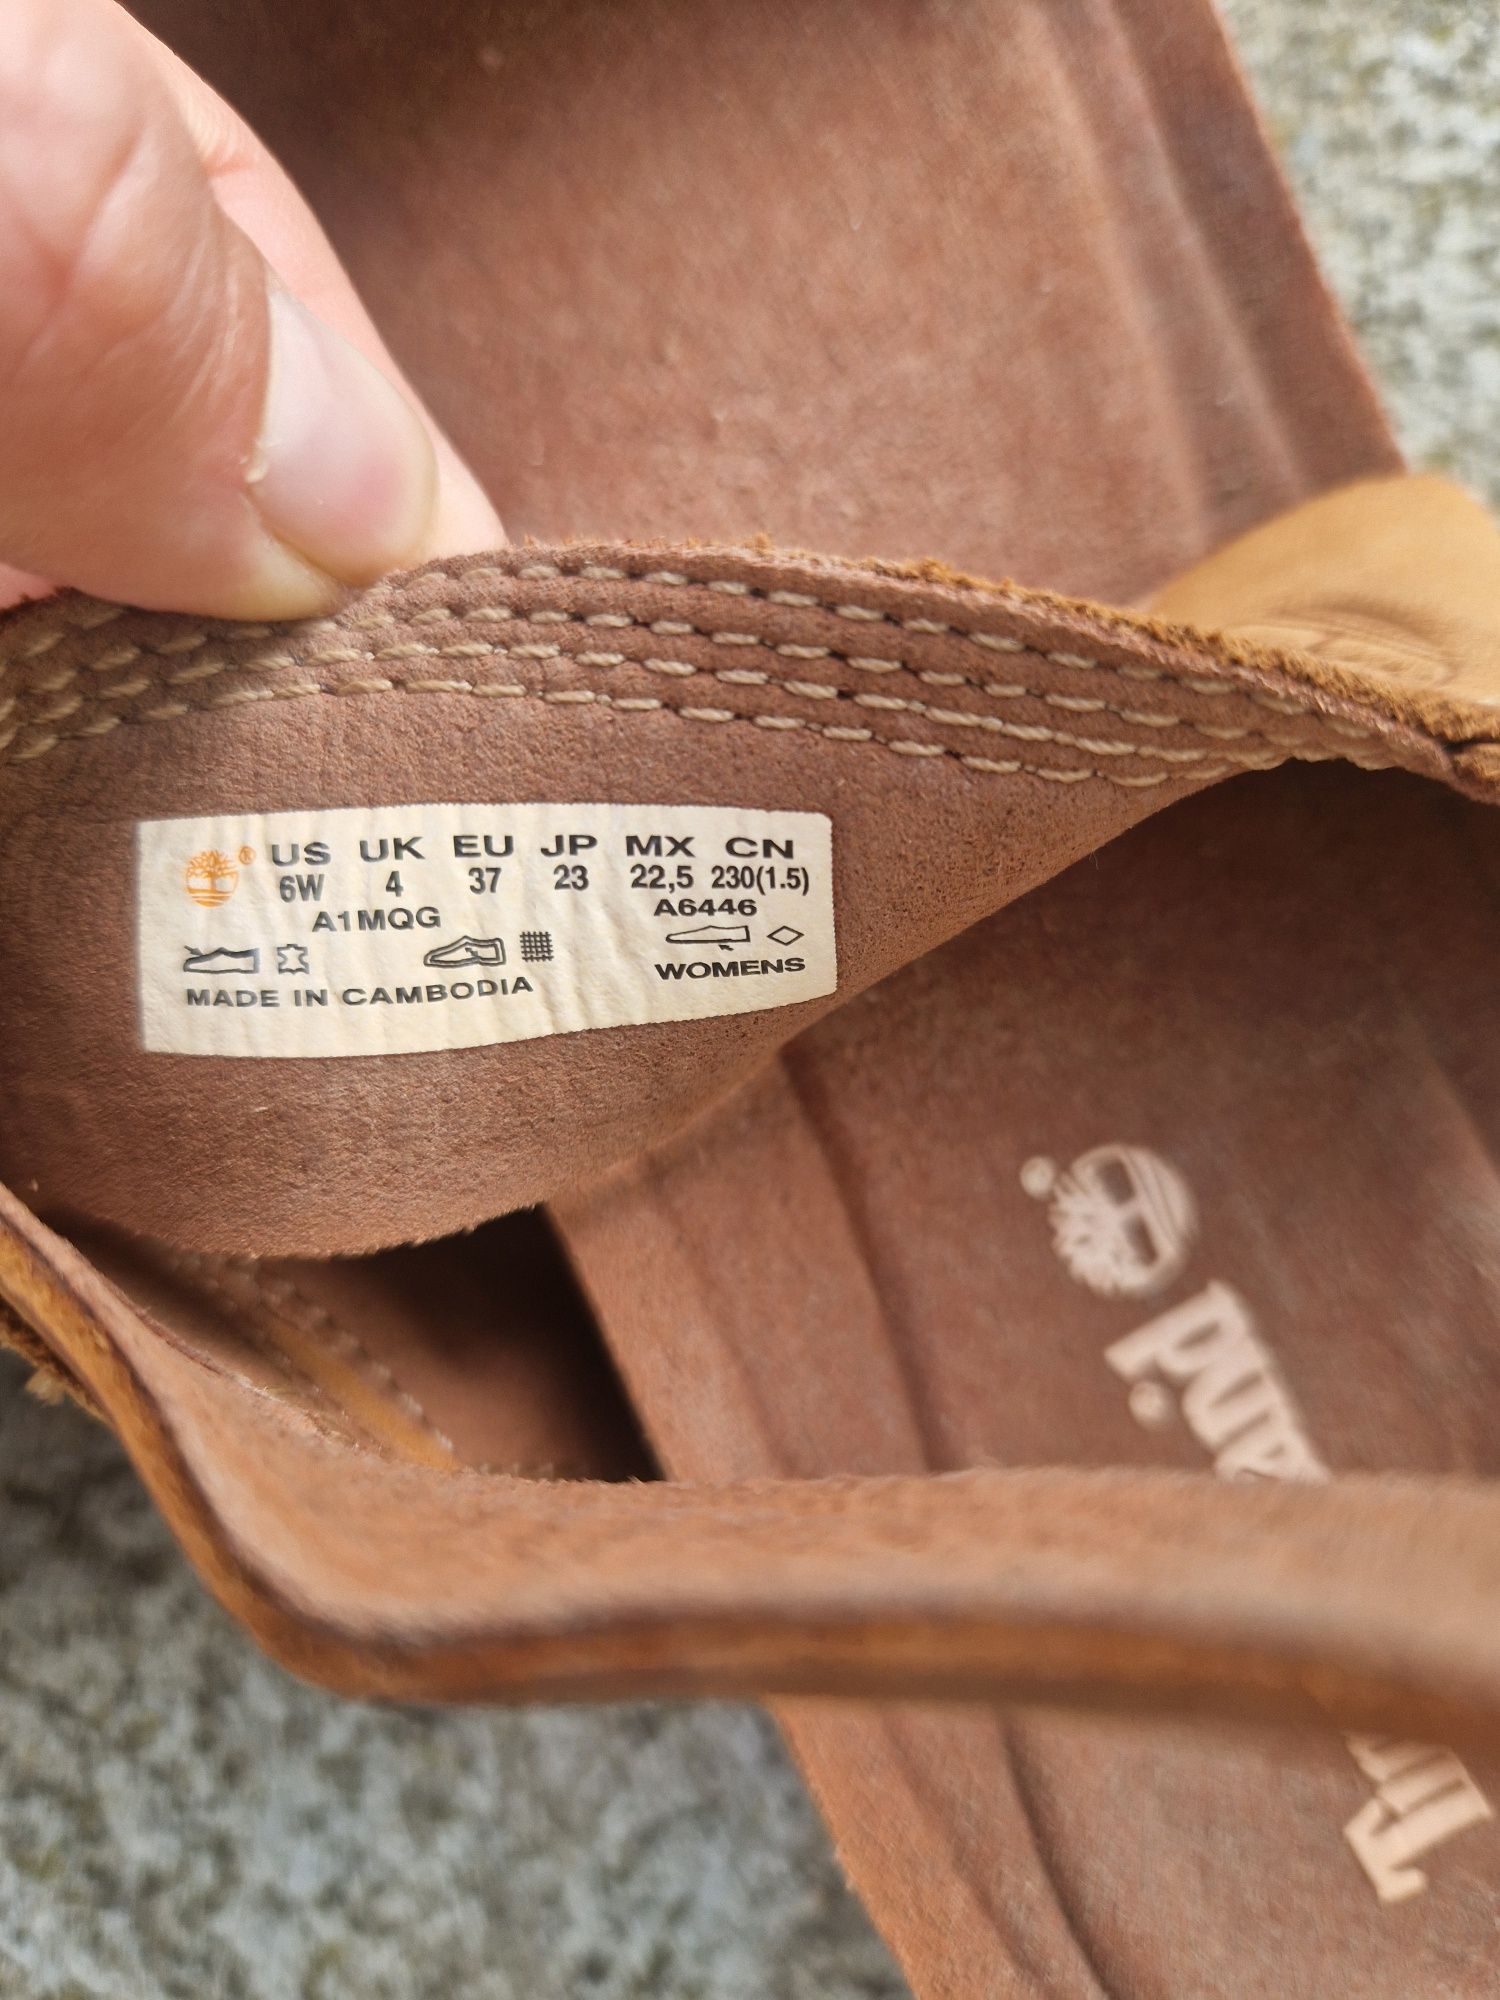 ® US UK EU JP MX CN
6W 4 37 23 22,5 230(1.5)
A1MQG A6446
WOMENS
MADE IN CAMBODIA